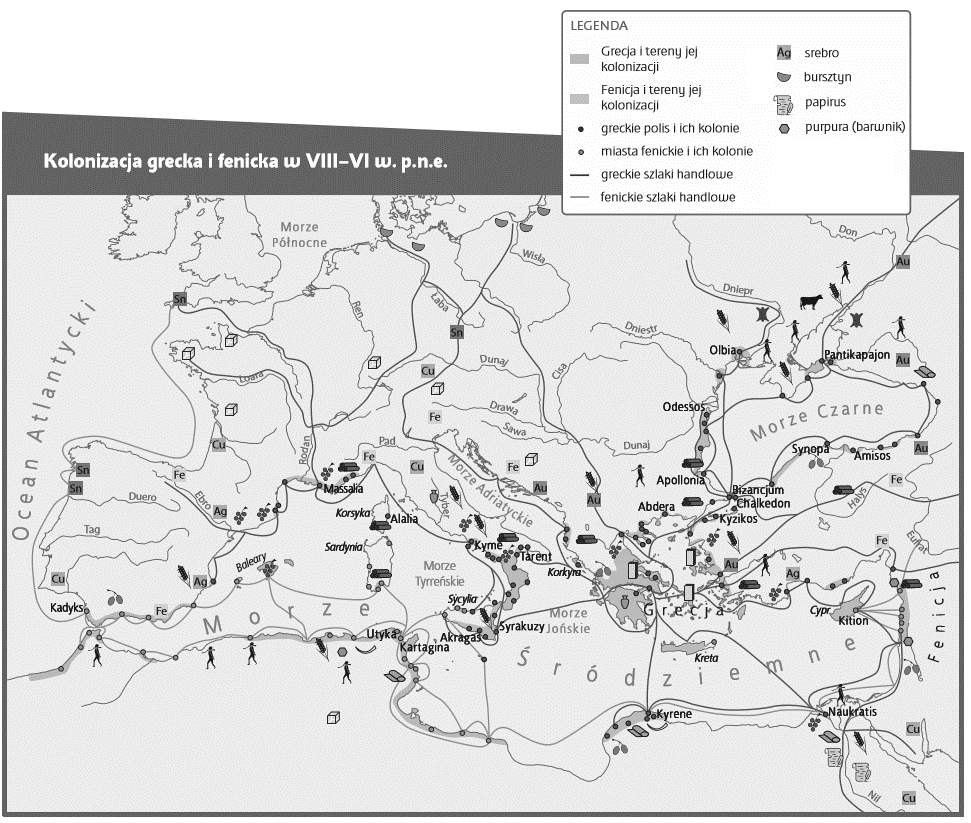 LEGENDA
Grecja i tereny jej
kolonizacji
Fenicja i tereny jej
kolonizacji
greckie polis i ich kolonie
miasta fenickie i ich kolonie
greckie szlaki handlowe
fenickie szlaki handlowe
Ag srebro
bursztyn
papirus
purpura (barwnik)
Kolonizacja grecka i fenicka w VIII–VI w. p.n.e.
Morze
Północne
Don
Wisła
Au
Dniepr
Sn
Łaba
Ren
Ocean Atlantycki
Sn
Dniestr
Olbia
Pantikapajon
Au
Dunaj
Cisa
Cu
Loara
Drawa
Odessos
Morze Czarne
Fe
Sawa
Cu
Rodan
Pad
Dunaj
Synopa
Amisos
Au
Fe
Cu
Fe
Sn
Fe
Morze Adriatyckie
Apollonia
Fe
Sn
Massalia
Au
Au
Bizancjum
Halys
Duero
Ebro
Tyber
Chalkedon
Ag
Korsyka
Alalia
Abdera
Kyzikos
Tag
Sardynia
Kyme
Tarent
Fe
Eufrat
Baleary
Morze
Tyrreńskie
Korkyra
Au
Ag
Cu
Ag
Kadyks
Fe
Sycylia
Morze
Jońskie
Grecja
Cypr
Kition
Fenicja
Morze Śródziemne
Utyka
Kartagina
Akragas
Syrakuzy
Kreta
Kyrene
Naukratis
Cu
Nil
Cu